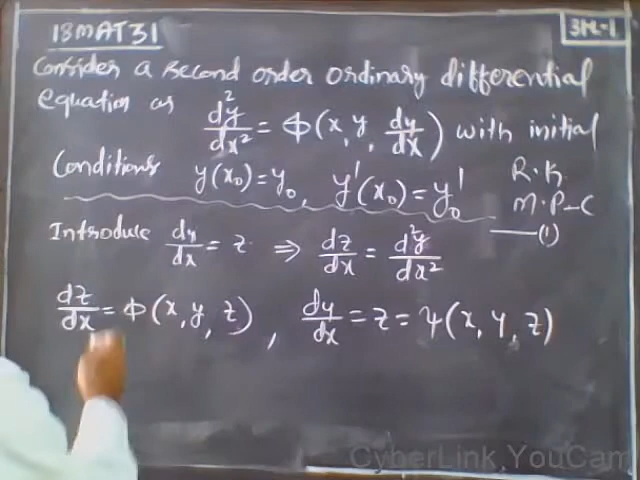 18MAT31
3M-1
Consider a second order ordinary differential
equation as d²y/dx² = Φ(x, y, dy/dx) with initial
Conditions y(x₀) = y₀, y'(x₀) = y₀'
R.K
M.P-C
(1)
Introduce dy/dx = z ⇒ dz/dx = d²y/dx²
dz/dx = Φ(x, y, z), dy/dx = z = Ψ(x, y, z)
CyberLink YouCam